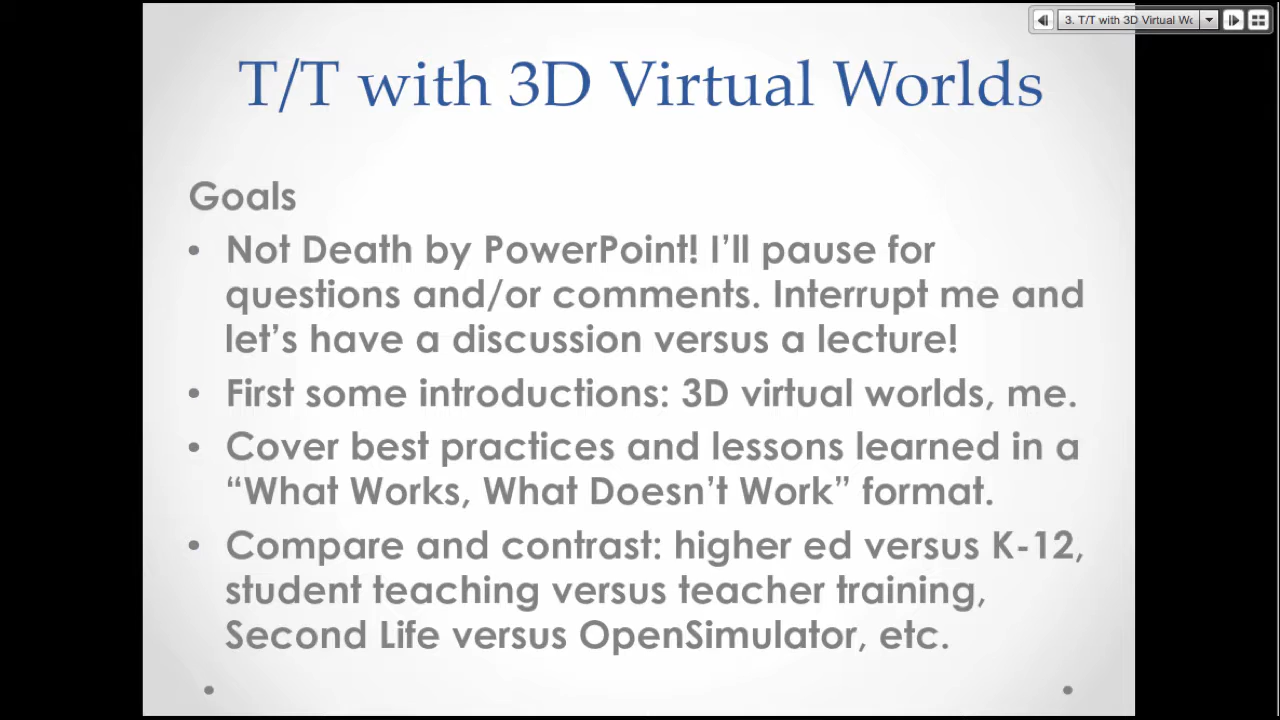 3. T/T with 3D Virtual Wo
T/T with 3D Virtual Worlds
Goals
• Not Death by PowerPoint! I’ll pause for
questions and/or comments. Interrupt me and
let’s have a discussion versus a lecture!
• First some introductions: 3D virtual worlds, me.
• Cover best practices and lessons learned in a
“What Works, What Doesn’t Work” format.
• Compare and contrast: higher ed versus K-12,
student teaching versus teacher training,
Second Life versus OpenSimulator, etc.